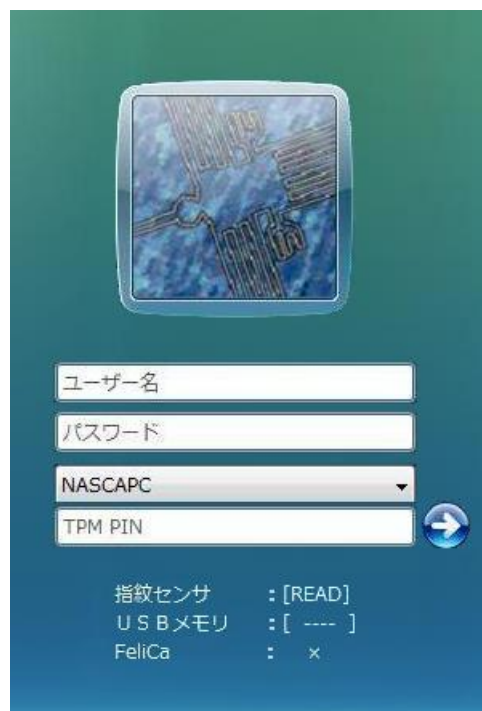 ユーザー名
パスワード
NASCAPC
TPM PIN
指紋センサ : [READ]
ＵＳＢメモリ : [ ---- ]
FeliCa : ×